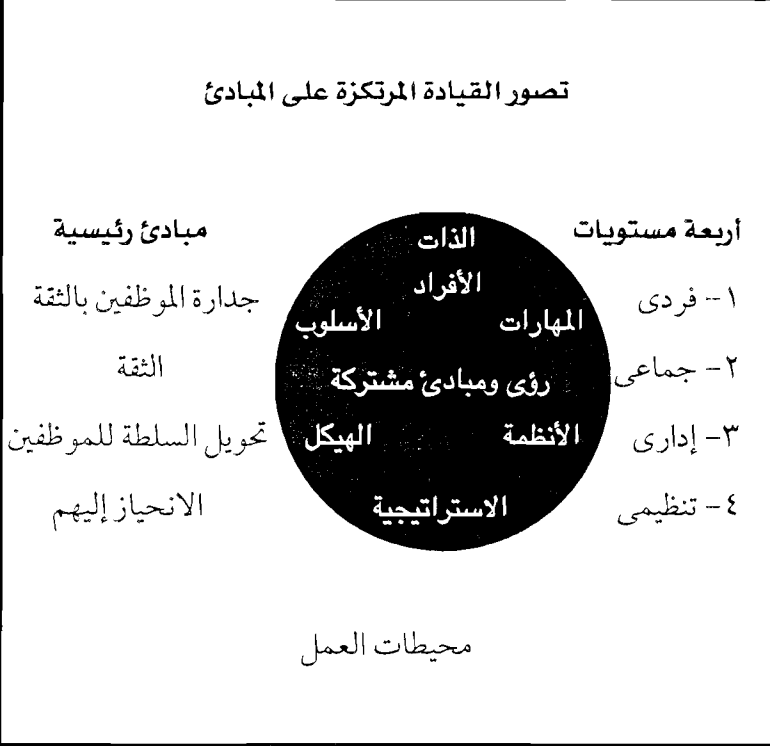 تصور القيادة المرتكزة على المبادئ
أربعة مستويات
١- فردى
٢- جماعى
٣- إدارى
٤- تنظيمى
الذات
الأفراد
المهارات الأسلوب
رؤى ومبادئ مشتركة
الأنظمة الهيكل
الاستراتيجية
مبادئ رئيسية
جدارة الموظفين بالثقة
الثقة
تخويل السلطة للموظفين
الانحياز إليهم
محيطات العمل